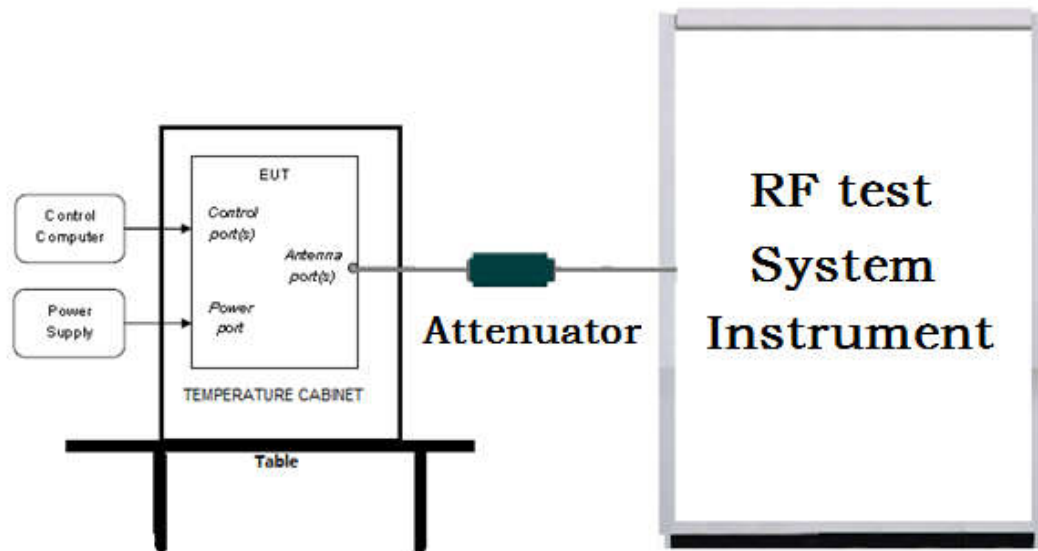 Control
Computer
Power
Supply
EUT
Control
port(s)
Antenna
port(s)
Power
port
TEMPERATURE CABINET
Table
Attenuator
RF test
System
Instrument